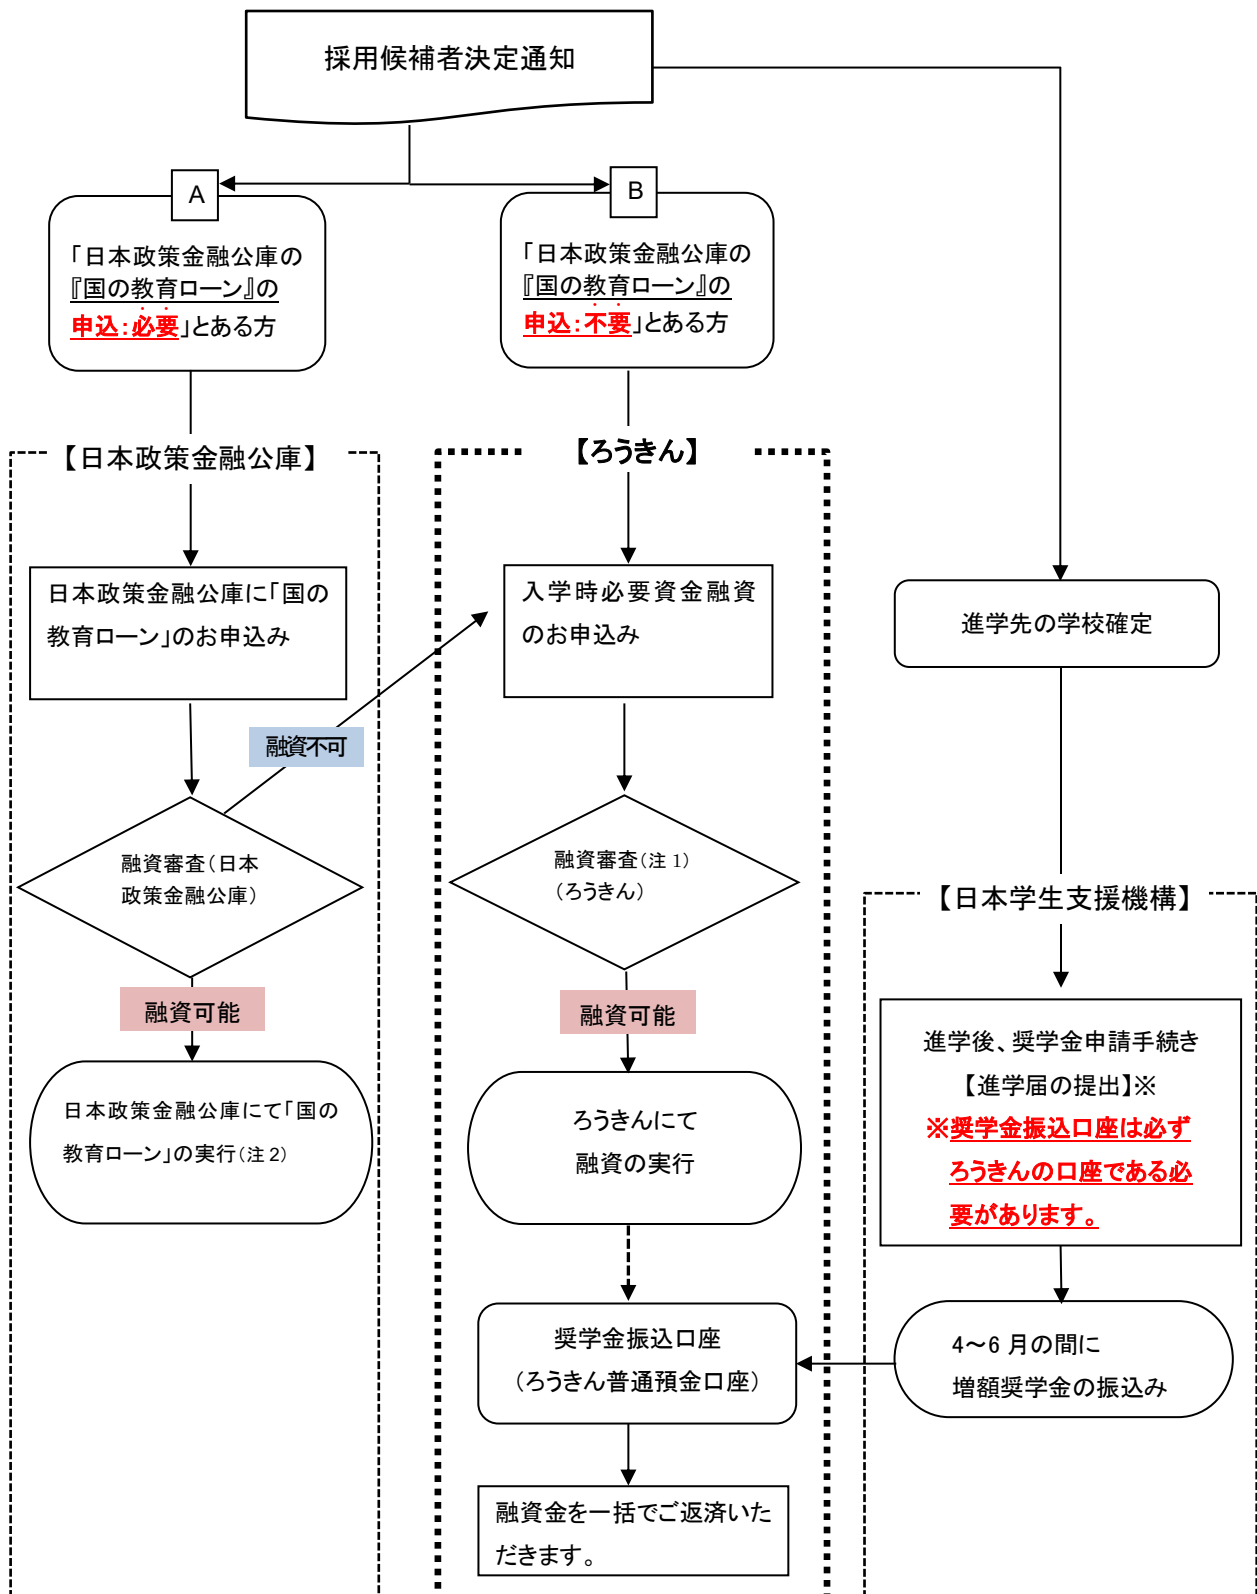 採用候補者決定通知
A
「日本政策金融公庫の
『国の教育ローン』の
申込：必要」とある方
B
「日本政策金融公庫の
『国の教育ローン』の
申込：不要」とある方
【日本政策金融公庫】
日本政策金融公庫に「国の
教育ローン」のお申込み
融資不可
融資審査（日本
政策金融公庫）
融資可能
日本政策金融公庫にて「国の
教育ローン」の実行（注２）
【ろうきん】
入学時必要資金融資
のお申込み
融資審査（注 1）
（ろうきん）
融資可能
ろうきんにて
融資の実行
奨学金振込口座
（ろうきん普通預金口座）
融資金を一括でご返済いた
だきます。
進学先の学校確定
【日本学生支援機構】
進学後、奨学金申請手続き
【進学届の提出】※
※奨学金振込口座は必ず
ろうきんの口座である必
要があります。
4～6 月の間に
増額奨学金の振込み